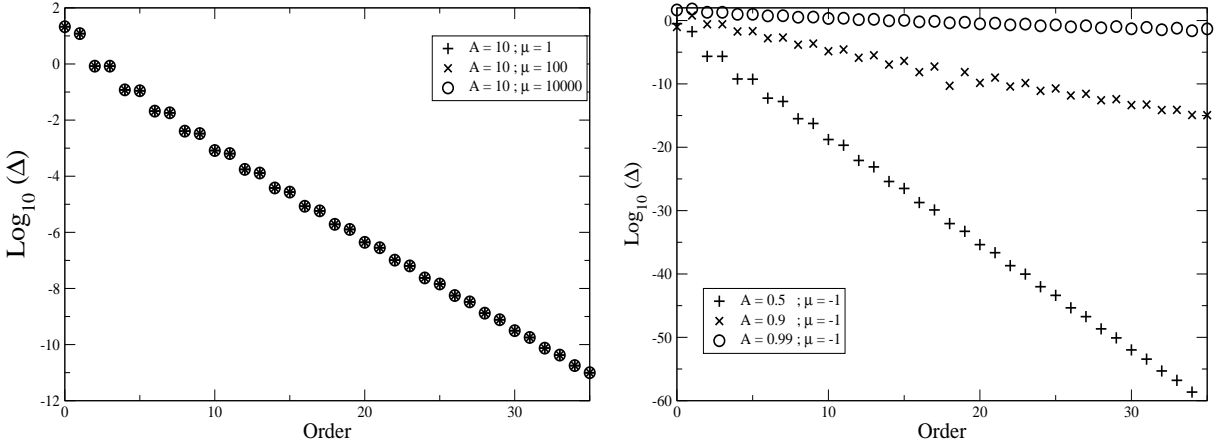 2
0
-2
-4
-6
-8
-10
-12
0
10
20
30
Order
Log10 (Δ)
A = 10 ; μ = 1
A = 10 ; μ = 100
A = 10 ; μ = 10000
0
-10
-20
-30
-40
-50
-60
0
10
20
30
Order
Log10 (Δ)
A = 0.5 ; μ = -1
A = 0.9 ; μ = -1
A = 0.99 ; μ = -1